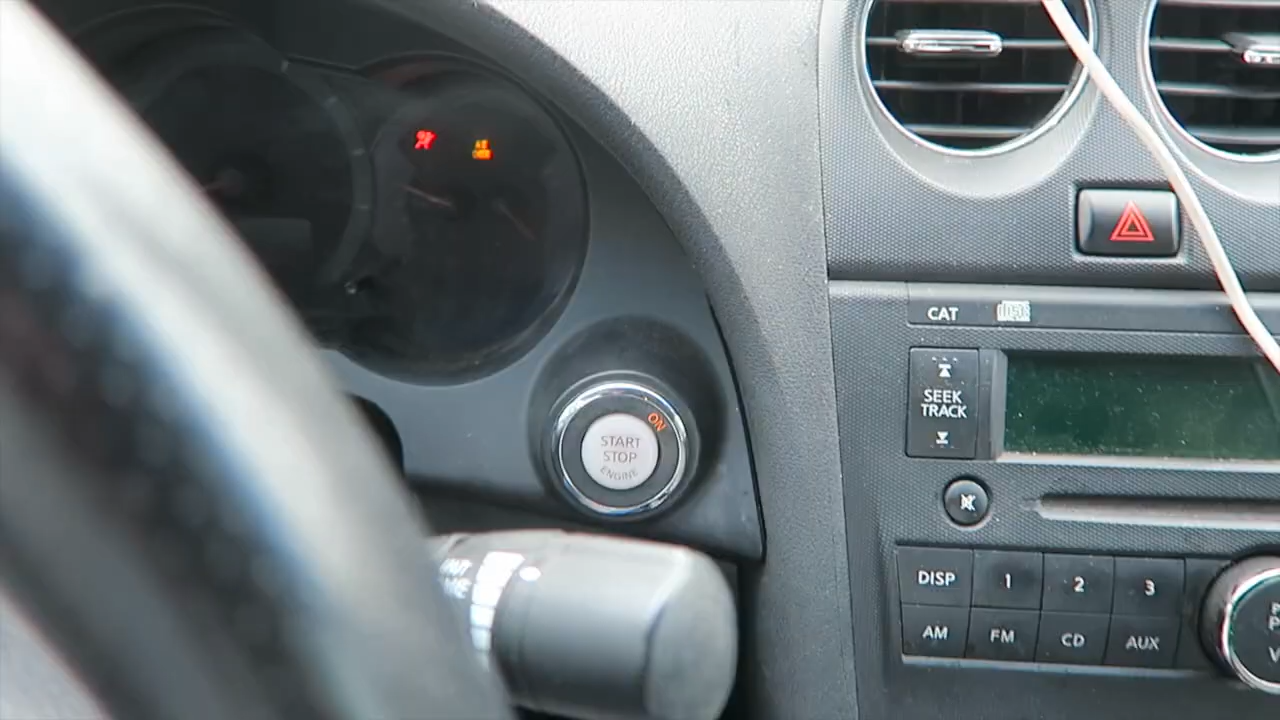 CAT
SEEK
TRACK
ON
START
STOP
ENGINE
DISP
1
2
3
AM
FM
CD
AUX